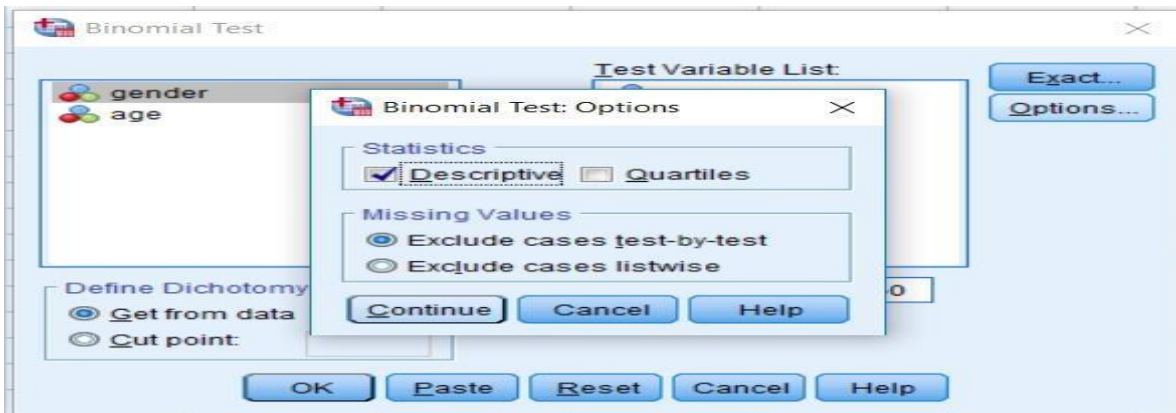 Binomial Test
Test Variable List:
gender
age
Exact...
Options...
Binomial Test: Options
Statistics
Descriptive Quartiles
Missing Values
Exclude cases test-by-test
Exclude cases listwise
Continue Cancel Help
Define Dichotomy
Get from data
Cut point:
0
OK Paste Reset Cancel Help